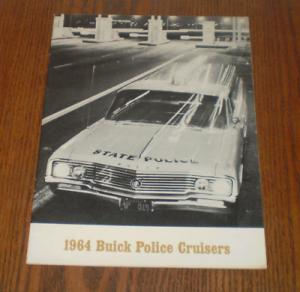 STATE POLICE
1964 Buick Police Cruisers